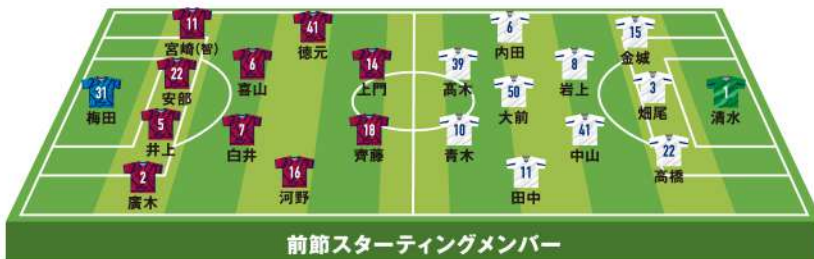 11
宮崎(智)
41
徳元
6
内田
15
金城
22
安部
6
喜山
14
上門
39
高木
8
岩上
31
梅田
50
大前
3
畑尾
1
清水
5
井上
7
白井
18
齊藤
10
青木
41
中山
22
高橋
2
廣木
16
河野
11
田中
前節スターティングメンバー